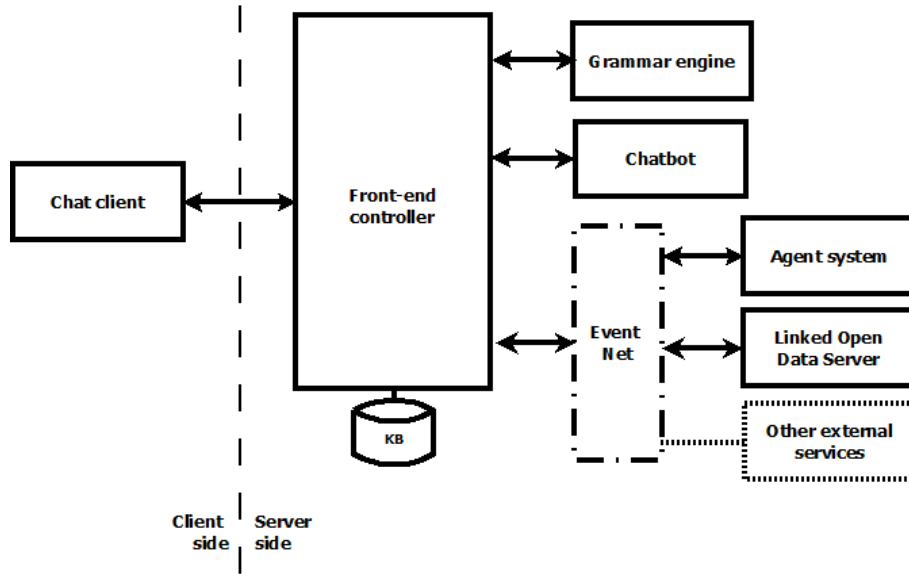 Grammar engine
Chatbot
Chat client
Front-end
controller
Agent system
Event
Net
Linked Open
Data Server
KB
Other external
services
Client
side
Server
side